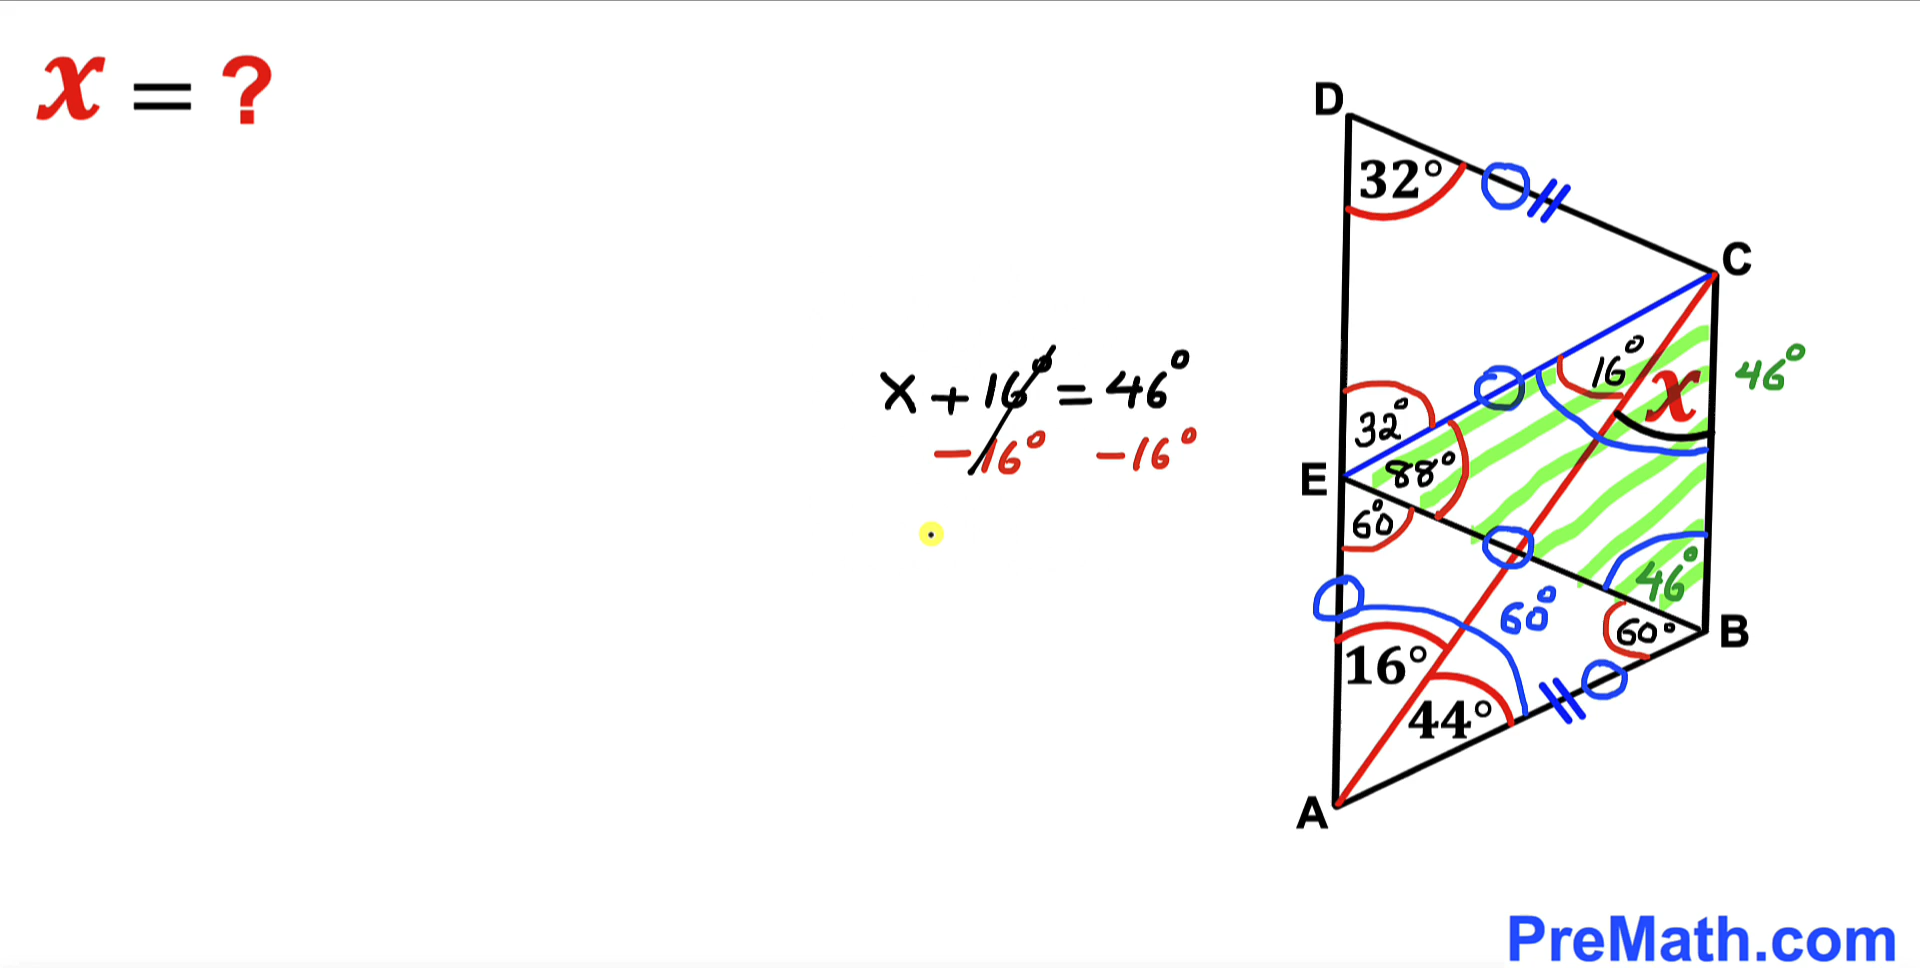 x = ?
D
32°
C
16°
x
46°
x + 16° = 46°
32°
-16° -16°
E
88°
60°
46°
60°
60°
B
16°
44°
A
PreMath.com